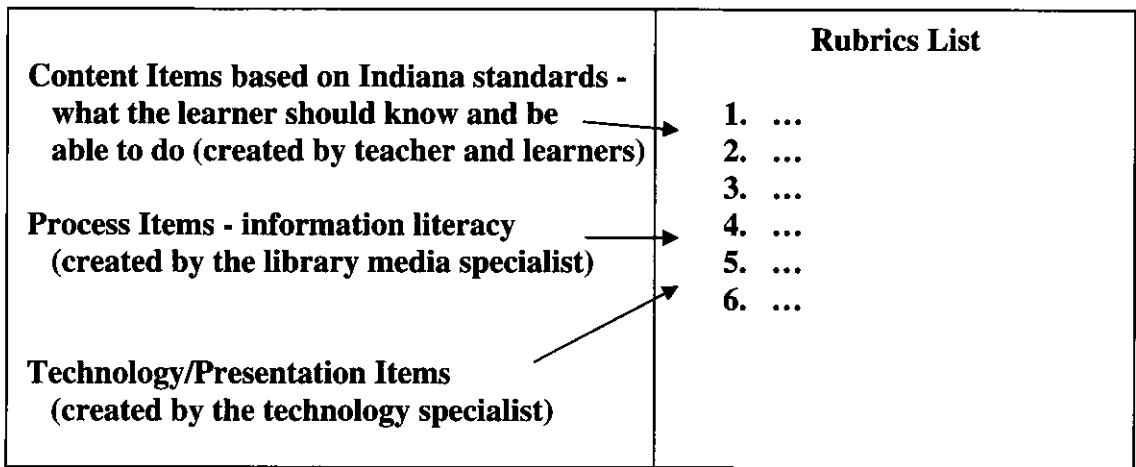 Content Items based on Indiana standards -
what the learner should know and be
able to do (created by teacher and learners)
Process Items - information literacy
(created by the library media specialist)
Technology/Presentation Items
(created by the technology specialist)
Rubrics List
1. ...
2. ...
3. ...
4. ...
5. ...
6. ...